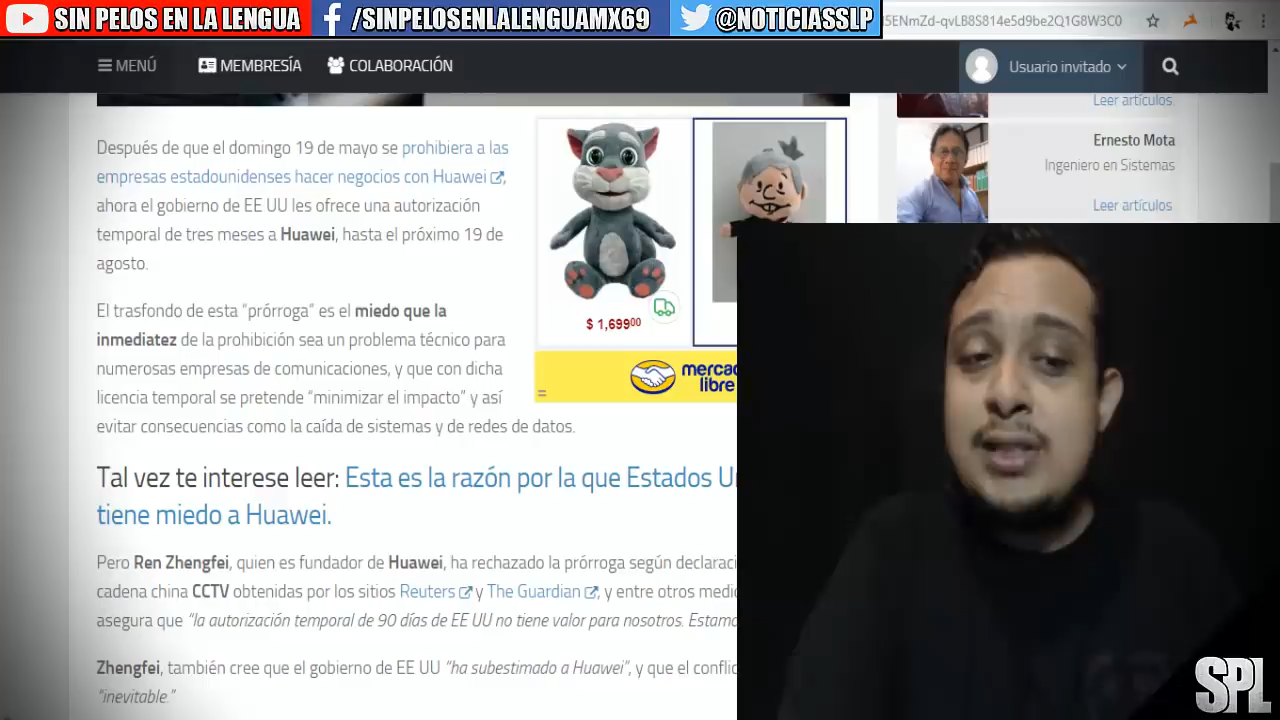 SIN PELOS EN LA LENGUA
/SINPELOSENLALENGUAMX69
@NOTICIASSLP
MENÚ
MEMBRESÍA
COLABORACIÓN
Usuario invitado
Leer artículos
Ernesto Mota
Ingeniero en Sistemas
Leer artículos
Después de que el domingo 19 de mayo se prohibiera a las
empresas estadounidenses hacer negocios con Huawei,
ahora el gobierno de EE UU les ofrece una autorización
temporal de tres meses a Huawei, hasta el próximo 19 de
agosto.
El trasfondo de esta “prórroga” es el miedo que la
inmediatez de la prohibición sea un problema técnico para
numerosas empresas de comunicaciones, y que con dicha
licencia temporal se pretende “minimizar el impacto” y así
evitar consecuencias como la caída de sistemas y de redes de datos.
$ 1,699⁰⁰
mercado
libre
Tal vez te interese leer: Esta es la razón por la que Estados
tiene miedo a Huawei.
Pero Ren Zhengfei, quien es fundador de Huawei, ha rechazado la prórroga según
cadena china CCTV obtenidas por los sitios Reuters y The Guardian, y entre otros
asegura que “la autorización temporal de 90 días de EE UU no tiene valor para nosotros.
Zhengfei, también cree que el gobierno de EE UU “ha subestimado a Huawei”, y que el
“inevitable.”
SPL